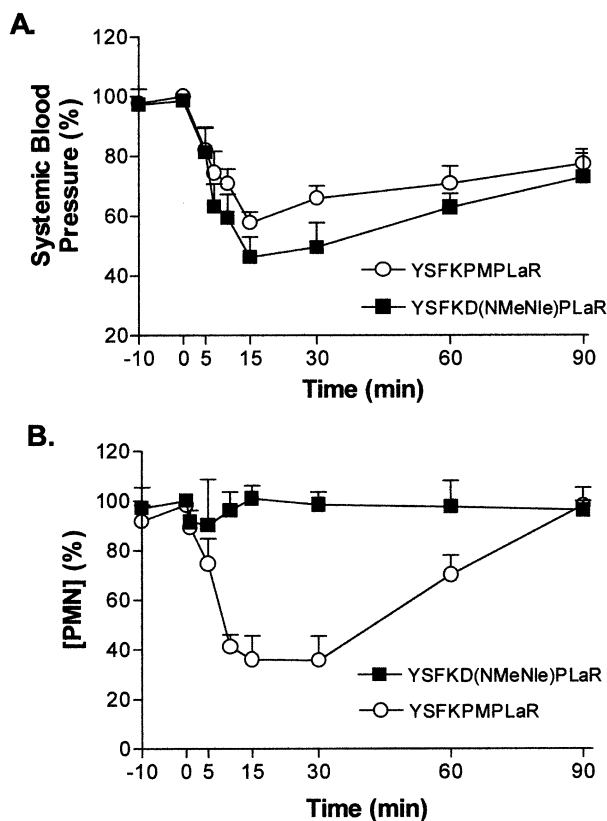 A.
120
100
80
60
40
20
Systemic Blood
Pressure (%)
YSFKPMPLaR
YSFKD(NMeNle)PLaR
-10 0 5 15 30 60 90
Time (min)
B.
120
100
80
60
40
20
0
[PMN] (%)
YSFKD(NMeNle)PLaR
YSFKPMPLaR
-10 0 5 15 30 60 90
Time (min)